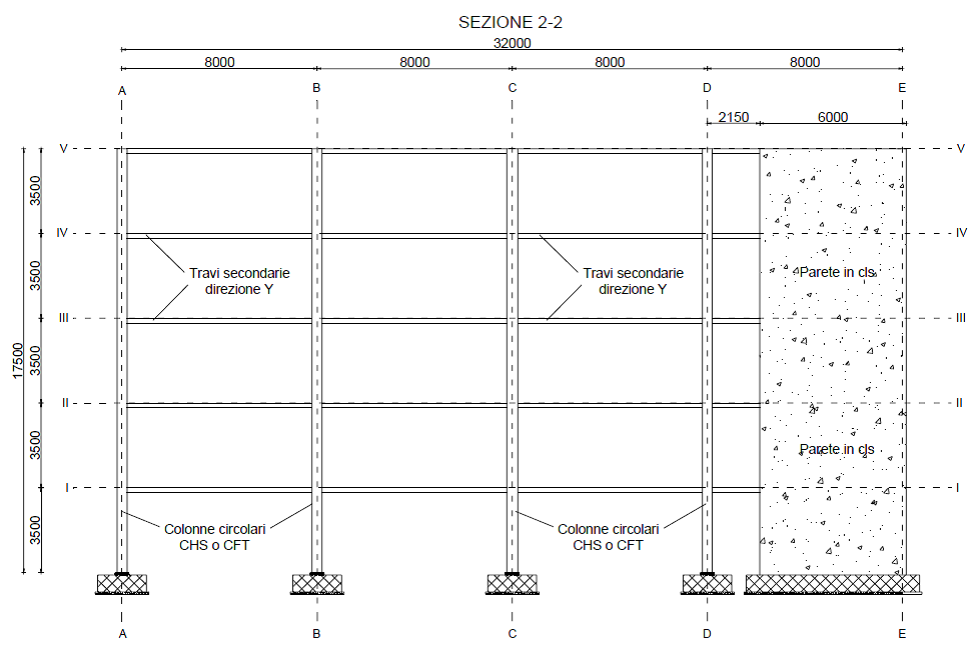 SEZIONE 2-2
32000
8000 8000 8000 8000
A B C D E
2150 6000
V V
3500
IV IV
Travi secondarie
direzione Y
Travi secondarie
direzione Y
Parete in cls
3500
III III
17500
3500
II II
Parete in cls
3500
I I
Colonne circolari
CHS o CFT
Colonne circolari
CHS o CFT
3500
A B C D E